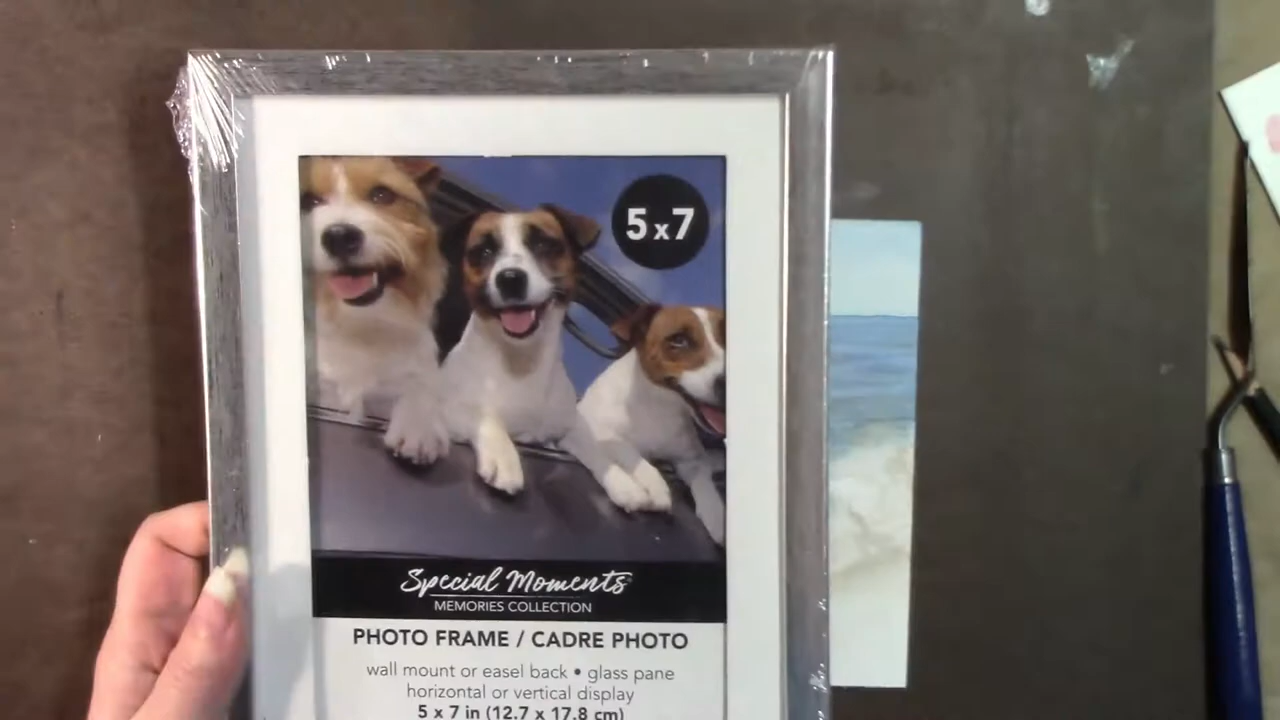 5x7
Special Moments
MEMORIES COLLECTION
PHOTO FRAME / CADRE PHOTO
wall mount or easel back • glass pane
horizontal or vertical display
5 x 7 in (12.7 x 17.8 cm)